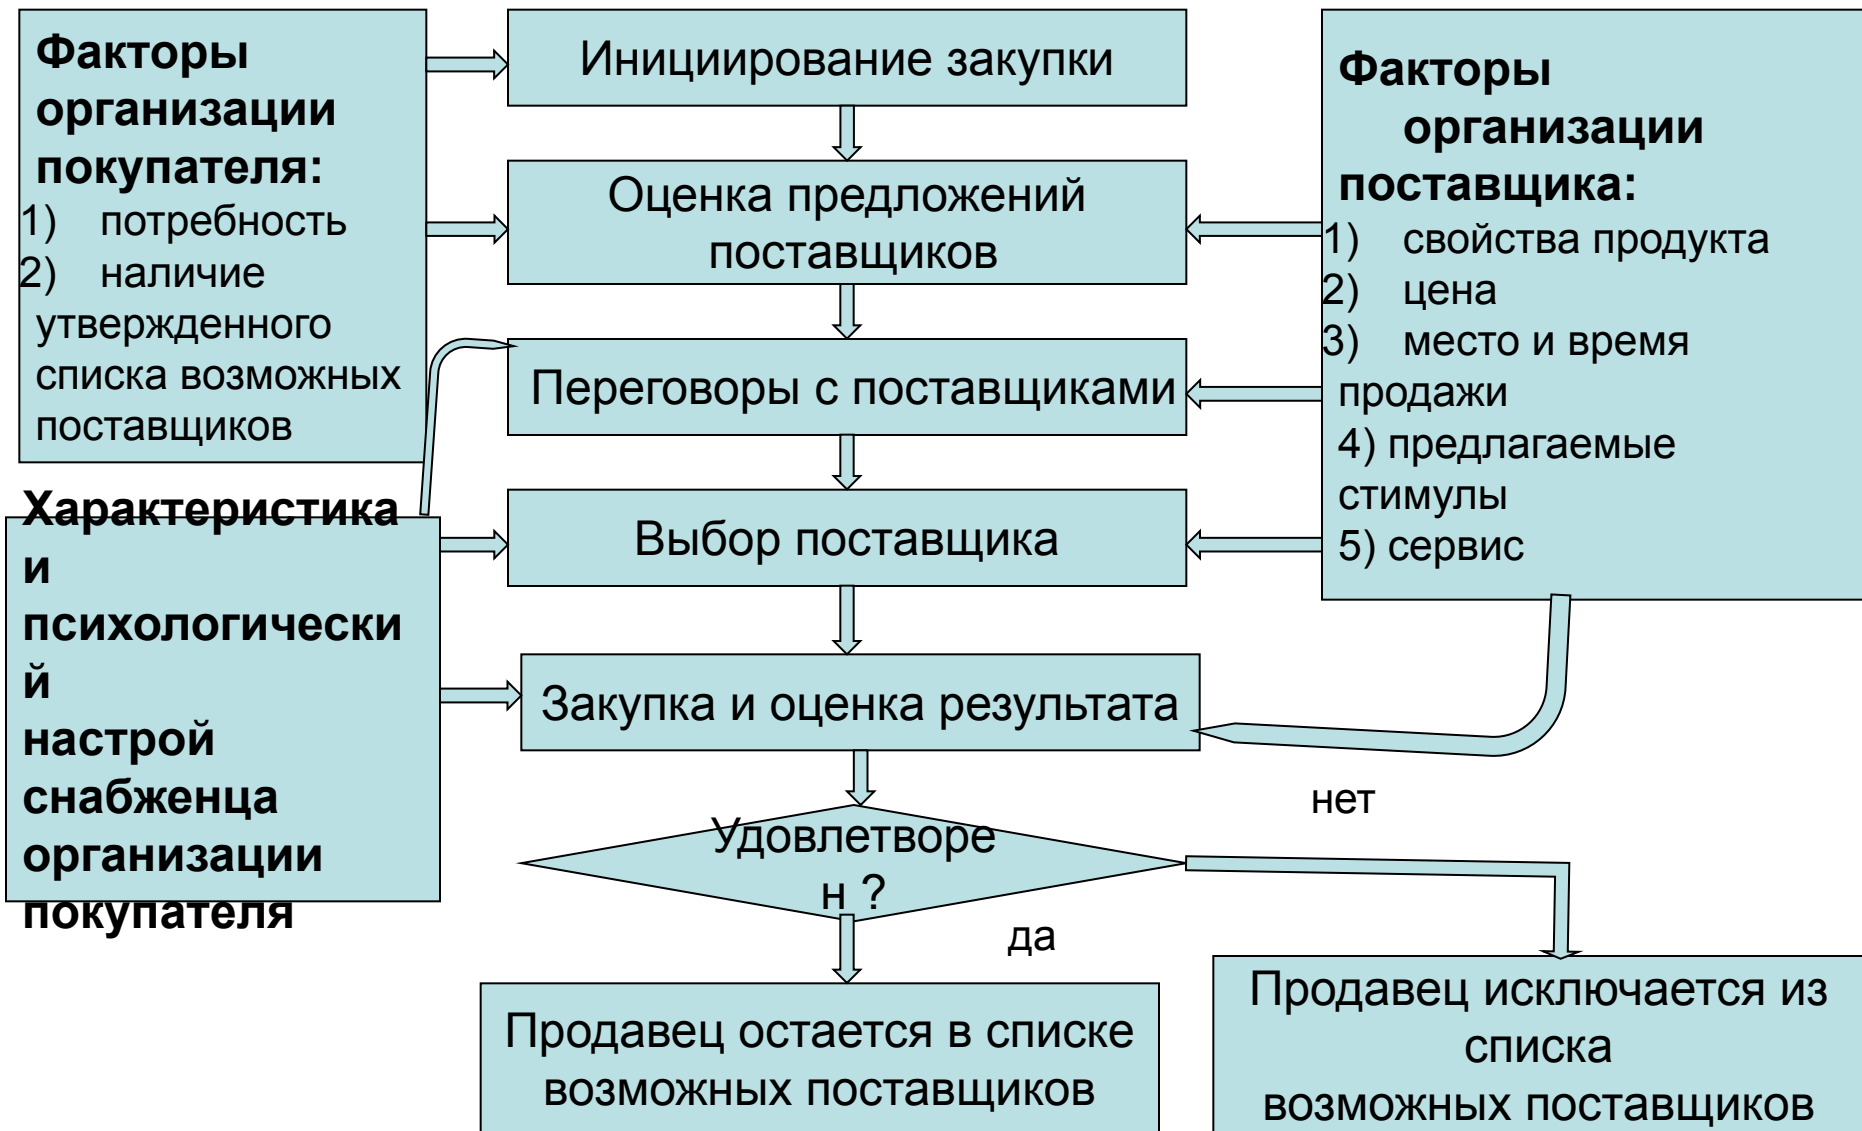 Факторы
организации
покупателя:
1) потребность
2) наличие
утвержденного
списка возможных
поставщиков
Характеристика
и
психологически
й
настрой
снабженца
организации
покупателя
Инициирование закупки
Оценка предложений
поставщиков
Переговоры с поставщиками
Выбор поставщика
Закупка и оценка результата
Удовлетворе
н ?
да
нет
Продавец остается в списке
возможных поставщиков
Продавец исключается из
списка
возможных поставщиков
Факторы
организации
поставщика:
1) свойства продукта
2) цена
3) место и время
продажи
4) предлагаемые
стимулы
5) сервис